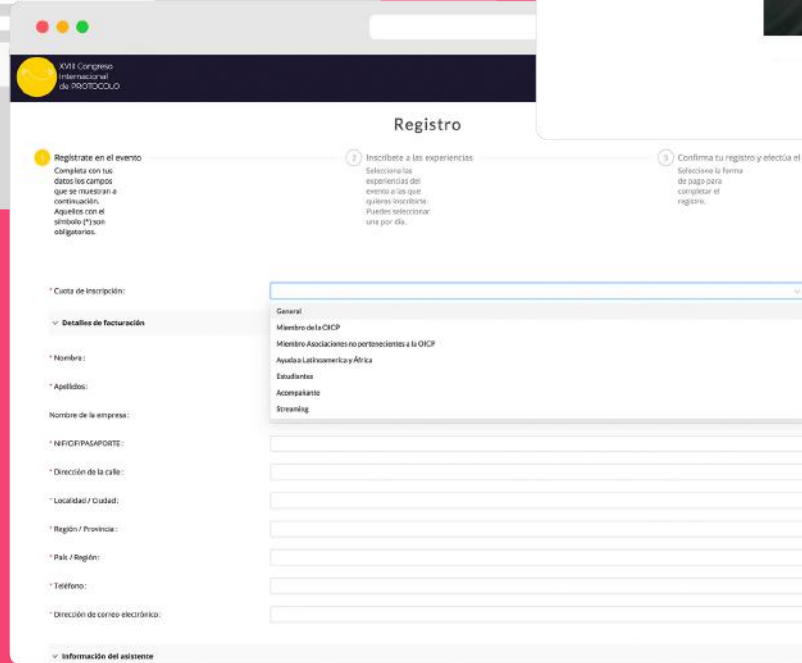 XVIII Congreso
Internacional
de PROTOCOLO
Registro
1 Regístrate en el evento
Completa con tus
datos los campos
que se muestran a
continuación.
Aquellos con el
símbolo (*) son
obligatorios.
2 Inscríbete a las experiencias
Selecciona las
experiencias del
evento a las que
quieres inscribirte.
Puedes seleccionar
una por día.
3 Confirma tu registro y efectúa el
Seleccione la forma
de pago para
completar el
registro.
* Cuota de inscripción:
General
Miembro de la OICP
Miembro Asociaciones no pertenecientes a la OICP
Ayuda a Latinoamerica y África
Estudiantes
Acompañante
Streaming
Detalles de facturación
* Nombre:
* Apellidos:
Nombre de la empresa:
* NIF/CIF/PASAPORTE:
* Dirección de la calle:
* Localidad / Ciudad:
* Región / Provincia:
* País / Región:
* Teléfono:
* Dirección de correo electrónico:
Información del asistente